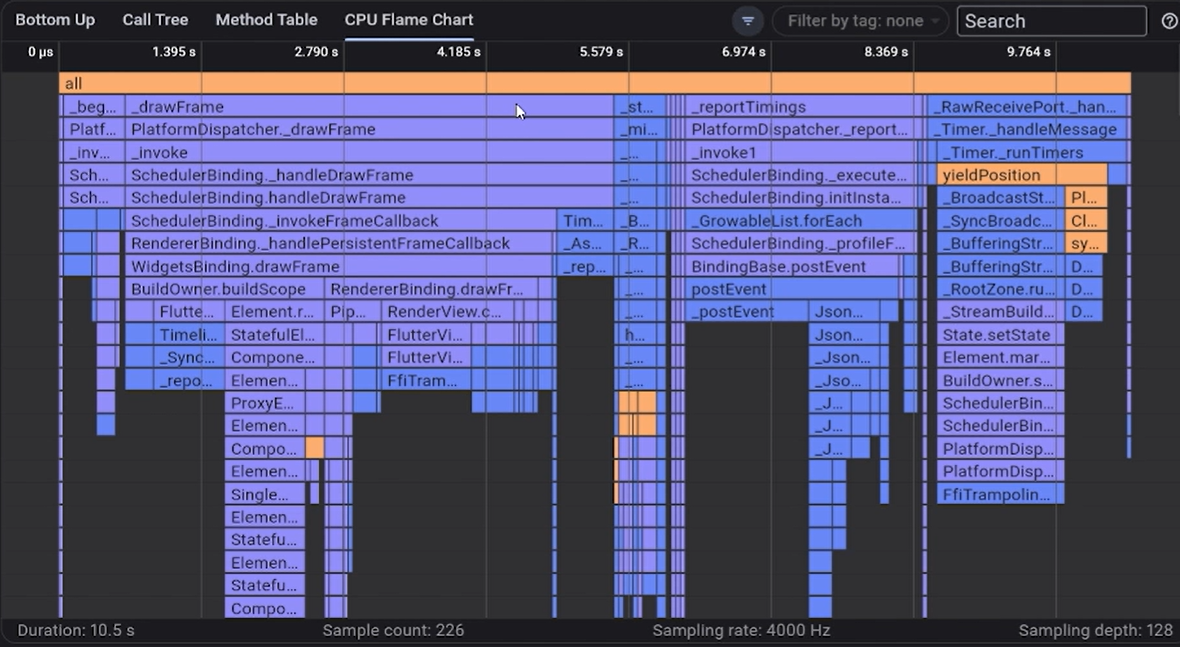 Bottom Up Call Tree Method Table CPU Flame Chart Filter by tag: none Search
0 µs 1.395 s 2.790 s 4.185 s 5.579 s 6.974 s 8.369 s 9.764 s
all
_beg... _drawFrame _st... _reportTimings _RawReceivePort._han...
Platf... PlatformDispatcher._drawFrame _mi... PlatformDispatcher._report... _Timer._handleMessage
_inv... _invoke _... _invoke1 _Timer._runTimers
Sch... SchedulerBinding._handleDrawFrame _... SchedulerBinding._execute... yieldPosition
Sch... SchedulerBinding.handleDrawFrame _... SchedulerBinding.initInsta... _BroadcastSt... Pl...
SchedulerBinding._invokeFrameCallback Tim... _B... _GrowableList.forEach _SyncBroadc... Cl...
RendererBinding._handlePersistentFrameCallback _As... _R... SchedulerBinding._profileF... _BufferingStr... sy...
WidgetsBinding.drawFrame _rep... _... BindingBase.postEvent _BufferingStr... D...
BuildOwner.buildScope RendererBinding.drawFr... _... postEvent _RootZone.ru... D...
Flutte... Element.r... Pip... RenderView.c... _... _postEvent Json... _StreamBuild... D...
Timeli... StatefulEl... FlutterVi... h... Json... State.setState
_Sync... Compone... FlutterVi... _... _Json... Element.mar...
_repo... Elemen... FfiTram... _... _Jso... BuildOwner.s...
ProxyE... _J... SchedulerBin...
Elemen... _J... SchedulerBin...
Compo... _J... PlatformDisp...
Elemen... PlatformDisp...
Single... FfiTrampolin...
Elemen...
Statefu...
Elemen...
Statefu...
Compo...
Duration: 10.5 s Sample count: 226 Sampling rate: 4000 Hz Sampling depth: 128